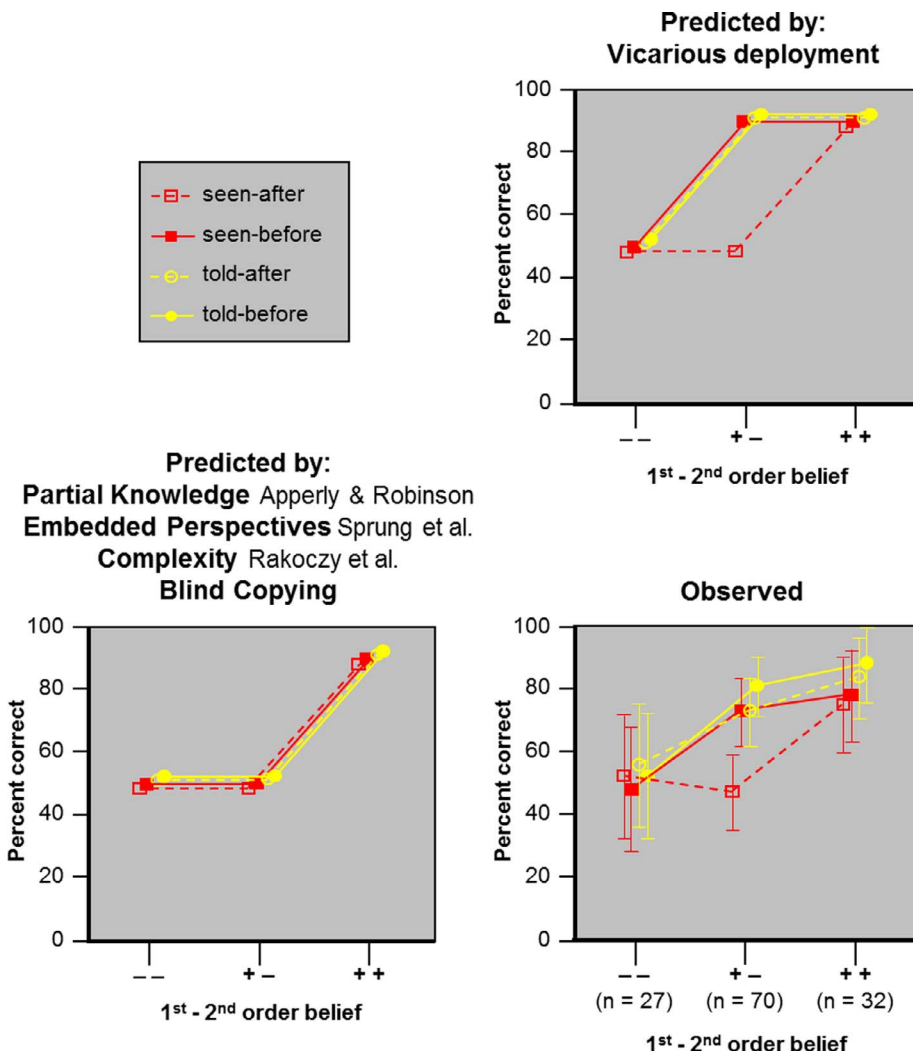 Predicted by:
Vicarious deployment
seen-after
seen-before
told-after
told-before
Percent correct
100
80
60
40
20
0
– –
+ –
+ +
1st - 2nd order belief
Predicted by:
Partial Knowledge Apperly & Robinson
Embedded Perspectives Sprung et al.
Complexity Rakoczy et al.
Blind Copying
Percent correct
100
80
60
40
20
0
– –
+ –
+ +
1st - 2nd order belief
Observed
Percent correct
100
80
60
40
20
0
– –
+ –
+ +
(n = 27)
(n = 70)
(n = 32)
1st - 2nd order belief